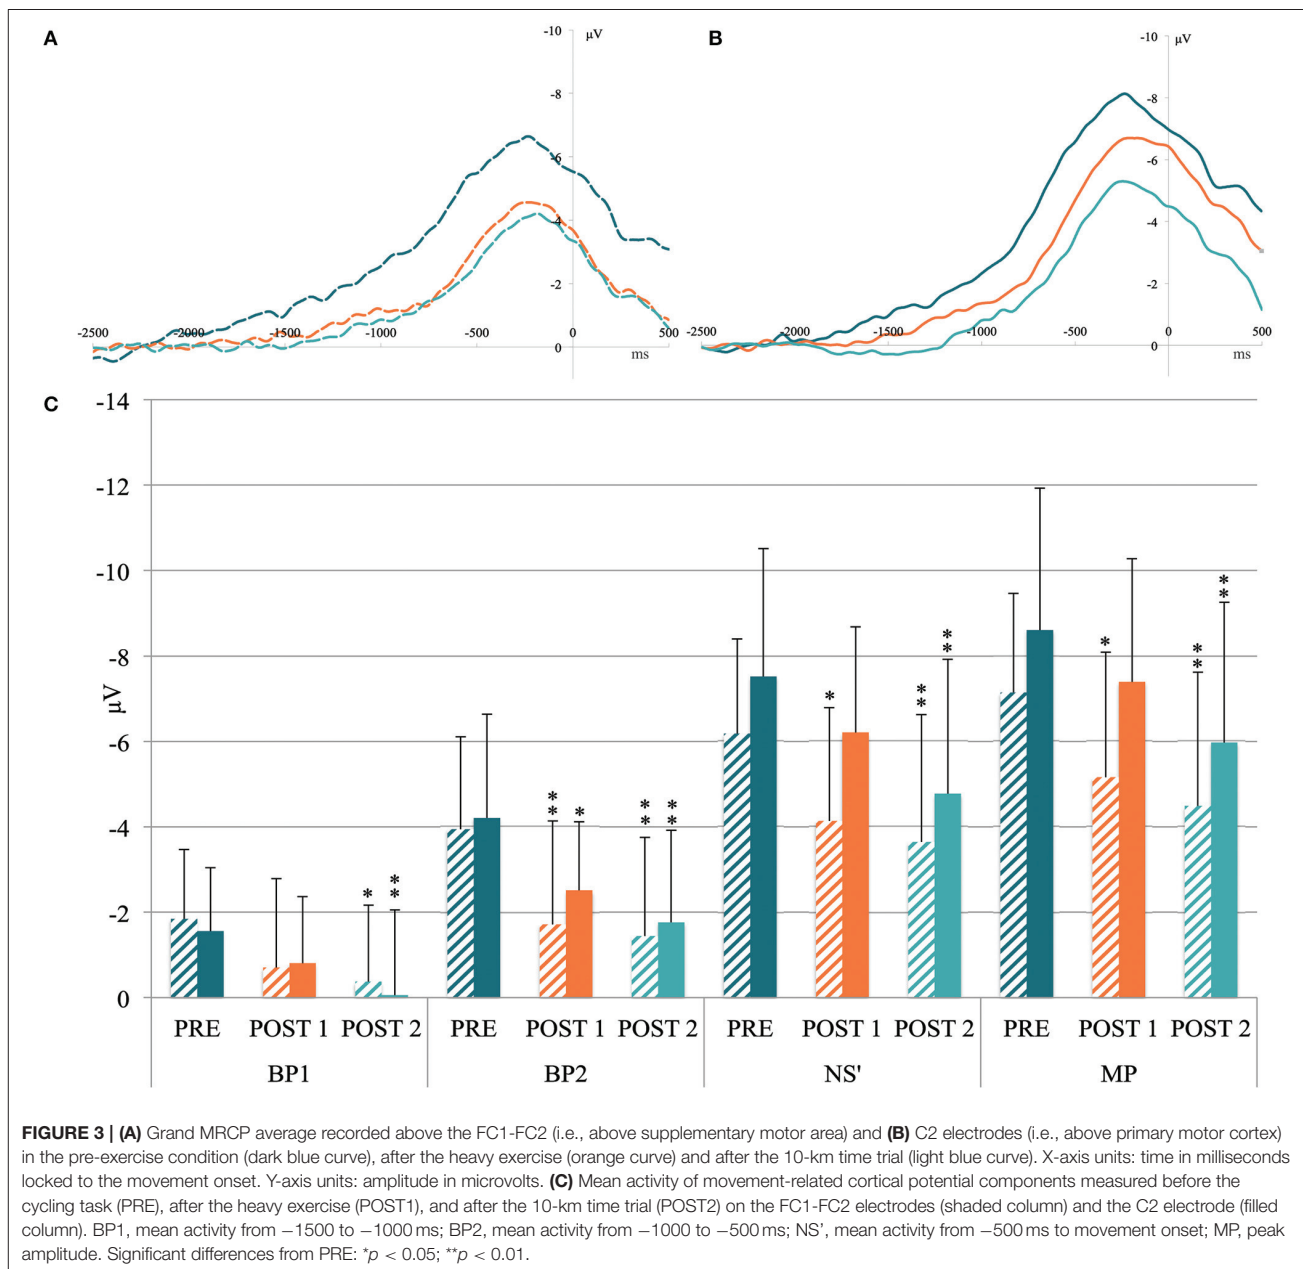 A
-10
μV
-8
-6
-4
-2
-2500
-2000
-1500
-1000
-500
0
500
0
ms
B
-10
μV
-8
-6
-4
-2
-2500
-2000
-1500
-1000
-500
0
500
0
ms
C
-14
-12
-10
-8
-6
-4
-2
0
μV
* ** ** * ** ** * ** ** * ** **
PRE POST 1 POST 2 PRE POST 1 POST 2 PRE POST 1 POST 2 PRE POST 1 POST 2
BP1 BP2 NS' MP
FIGURE 3 | (A) Grand MRCP average recorded above the FC1-FC2 (i.e., above supplementary motor area) and (B) C2 electrodes (i.e., above primary motor cortex)
in the pre-exercise condition (dark blue curve), after the heavy exercise (orange curve) and after the 10-km time trial (light blue curve). X-axis units: time in milliseconds
locked to the movement onset. Y-axis units: amplitude in microvolts. (C) Mean activity of movement-related cortical potential components measured before the
cycling task (PRE), after the heavy exercise (POST1), and after the 10-km time trial (POST2) on the FC1-FC2 electrodes (shaded column) and the C2 electrode (filled
column). BP1, mean activity from −1500 to −1000 ms; BP2, mean activity from −1000 to −500 ms; NS’, mean activity from −500 ms to movement onset; MP, peak
amplitude. Significant differences from PRE: *p < 0.05; **p < 0.01.